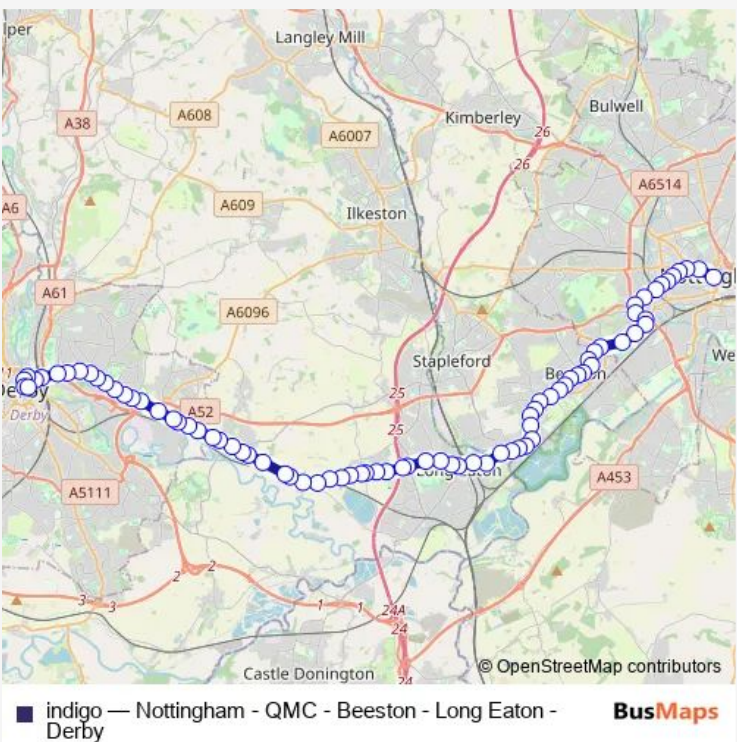 lper
Langley Mill
A38
A608
A6007
Kimberley
Bulwell
26
26
A6514
A6
A609
Ilkeston
A61
A6096
Stapleford
We
25
Derby
A52
25
A5111
A453
2
2
3
3
1
1
24A
24
Castle Donington
24
© OpenStreetMap contributors
indigo — Nottingham - QMC - Beeston - Long Eaton -
Derby
BusMaps